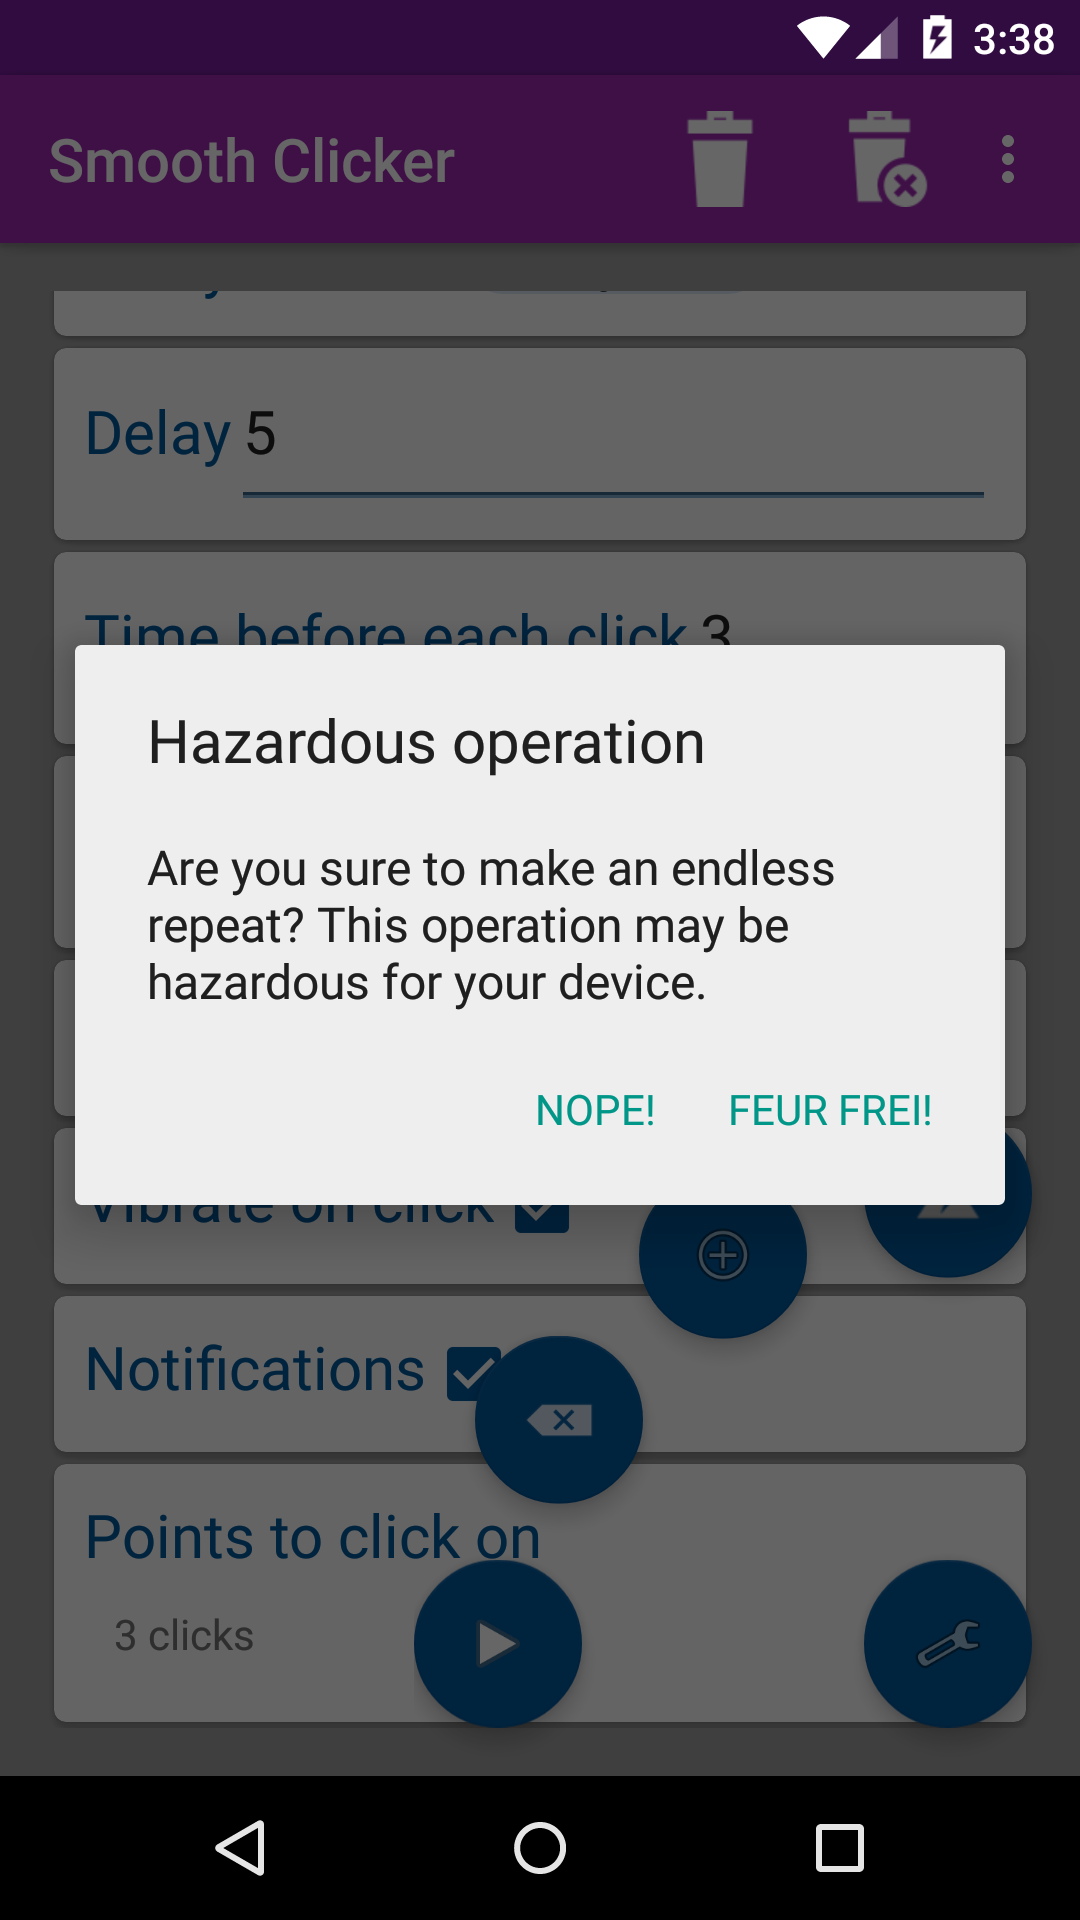 3:38
Smooth Clicker
Delay 5
Time before each click 3
Hazardous operation
Are you sure to make an endless
repeat? This operation may be
hazardous for your device.
NOPE! FEUR FREI!
Vibrate on click
Notifications
Points to click on
3 clicks